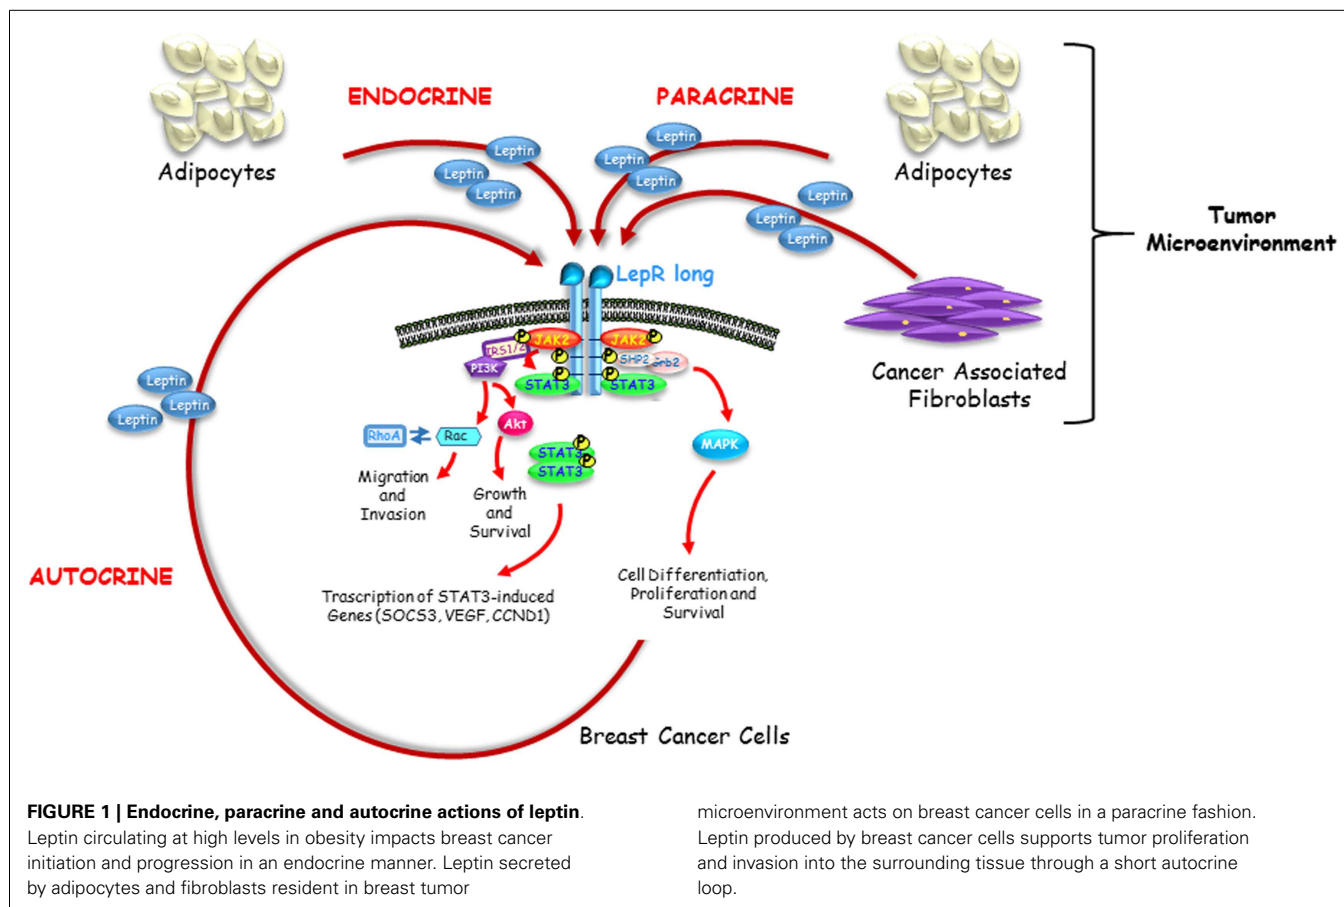 ENDOCRINE
PARACRINE
Adipocytes
Adipocytes
Leptin
Leptin
Leptin
Leptin
Leptin
Leptin
Leptin
Leptin
Leptin
Tumor
Microenvironment
LepR long
Cancer Associated
Fibroblasts
P
JAK2
JAK2
P
IRS1/2
P
P
SHP2
Grb2
PI3K
P
P
STAT3
STAT3
Leptin
Leptin
Leptin
RhoA
Rac
Akt
P
STAT3
P
STAT3
MAPK
Migration
and
Invasion
Growth
and
Survival
AUTOCRINE
Trascription of STAT3-induced
Genes (SOCS3, VEGF, CCND1)
Cell Differentiation,
Proliferation and
Survival
Breast Cancer Cells
FIGURE 1 | Endocrine, paracrine and autocrine actions of leptin.
Leptin circulating at high levels in obesity impacts breast cancer
initiation and progression in an endocrine manner. Leptin secreted
by adipocytes and fibroblasts resident in breast tumor
microenvironment acts on breast cancer cells in a paracrine fashion.
Leptin produced by breast cancer cells supports tumor proliferation
and invasion into the surrounding tissue through a short autocrine
loop.